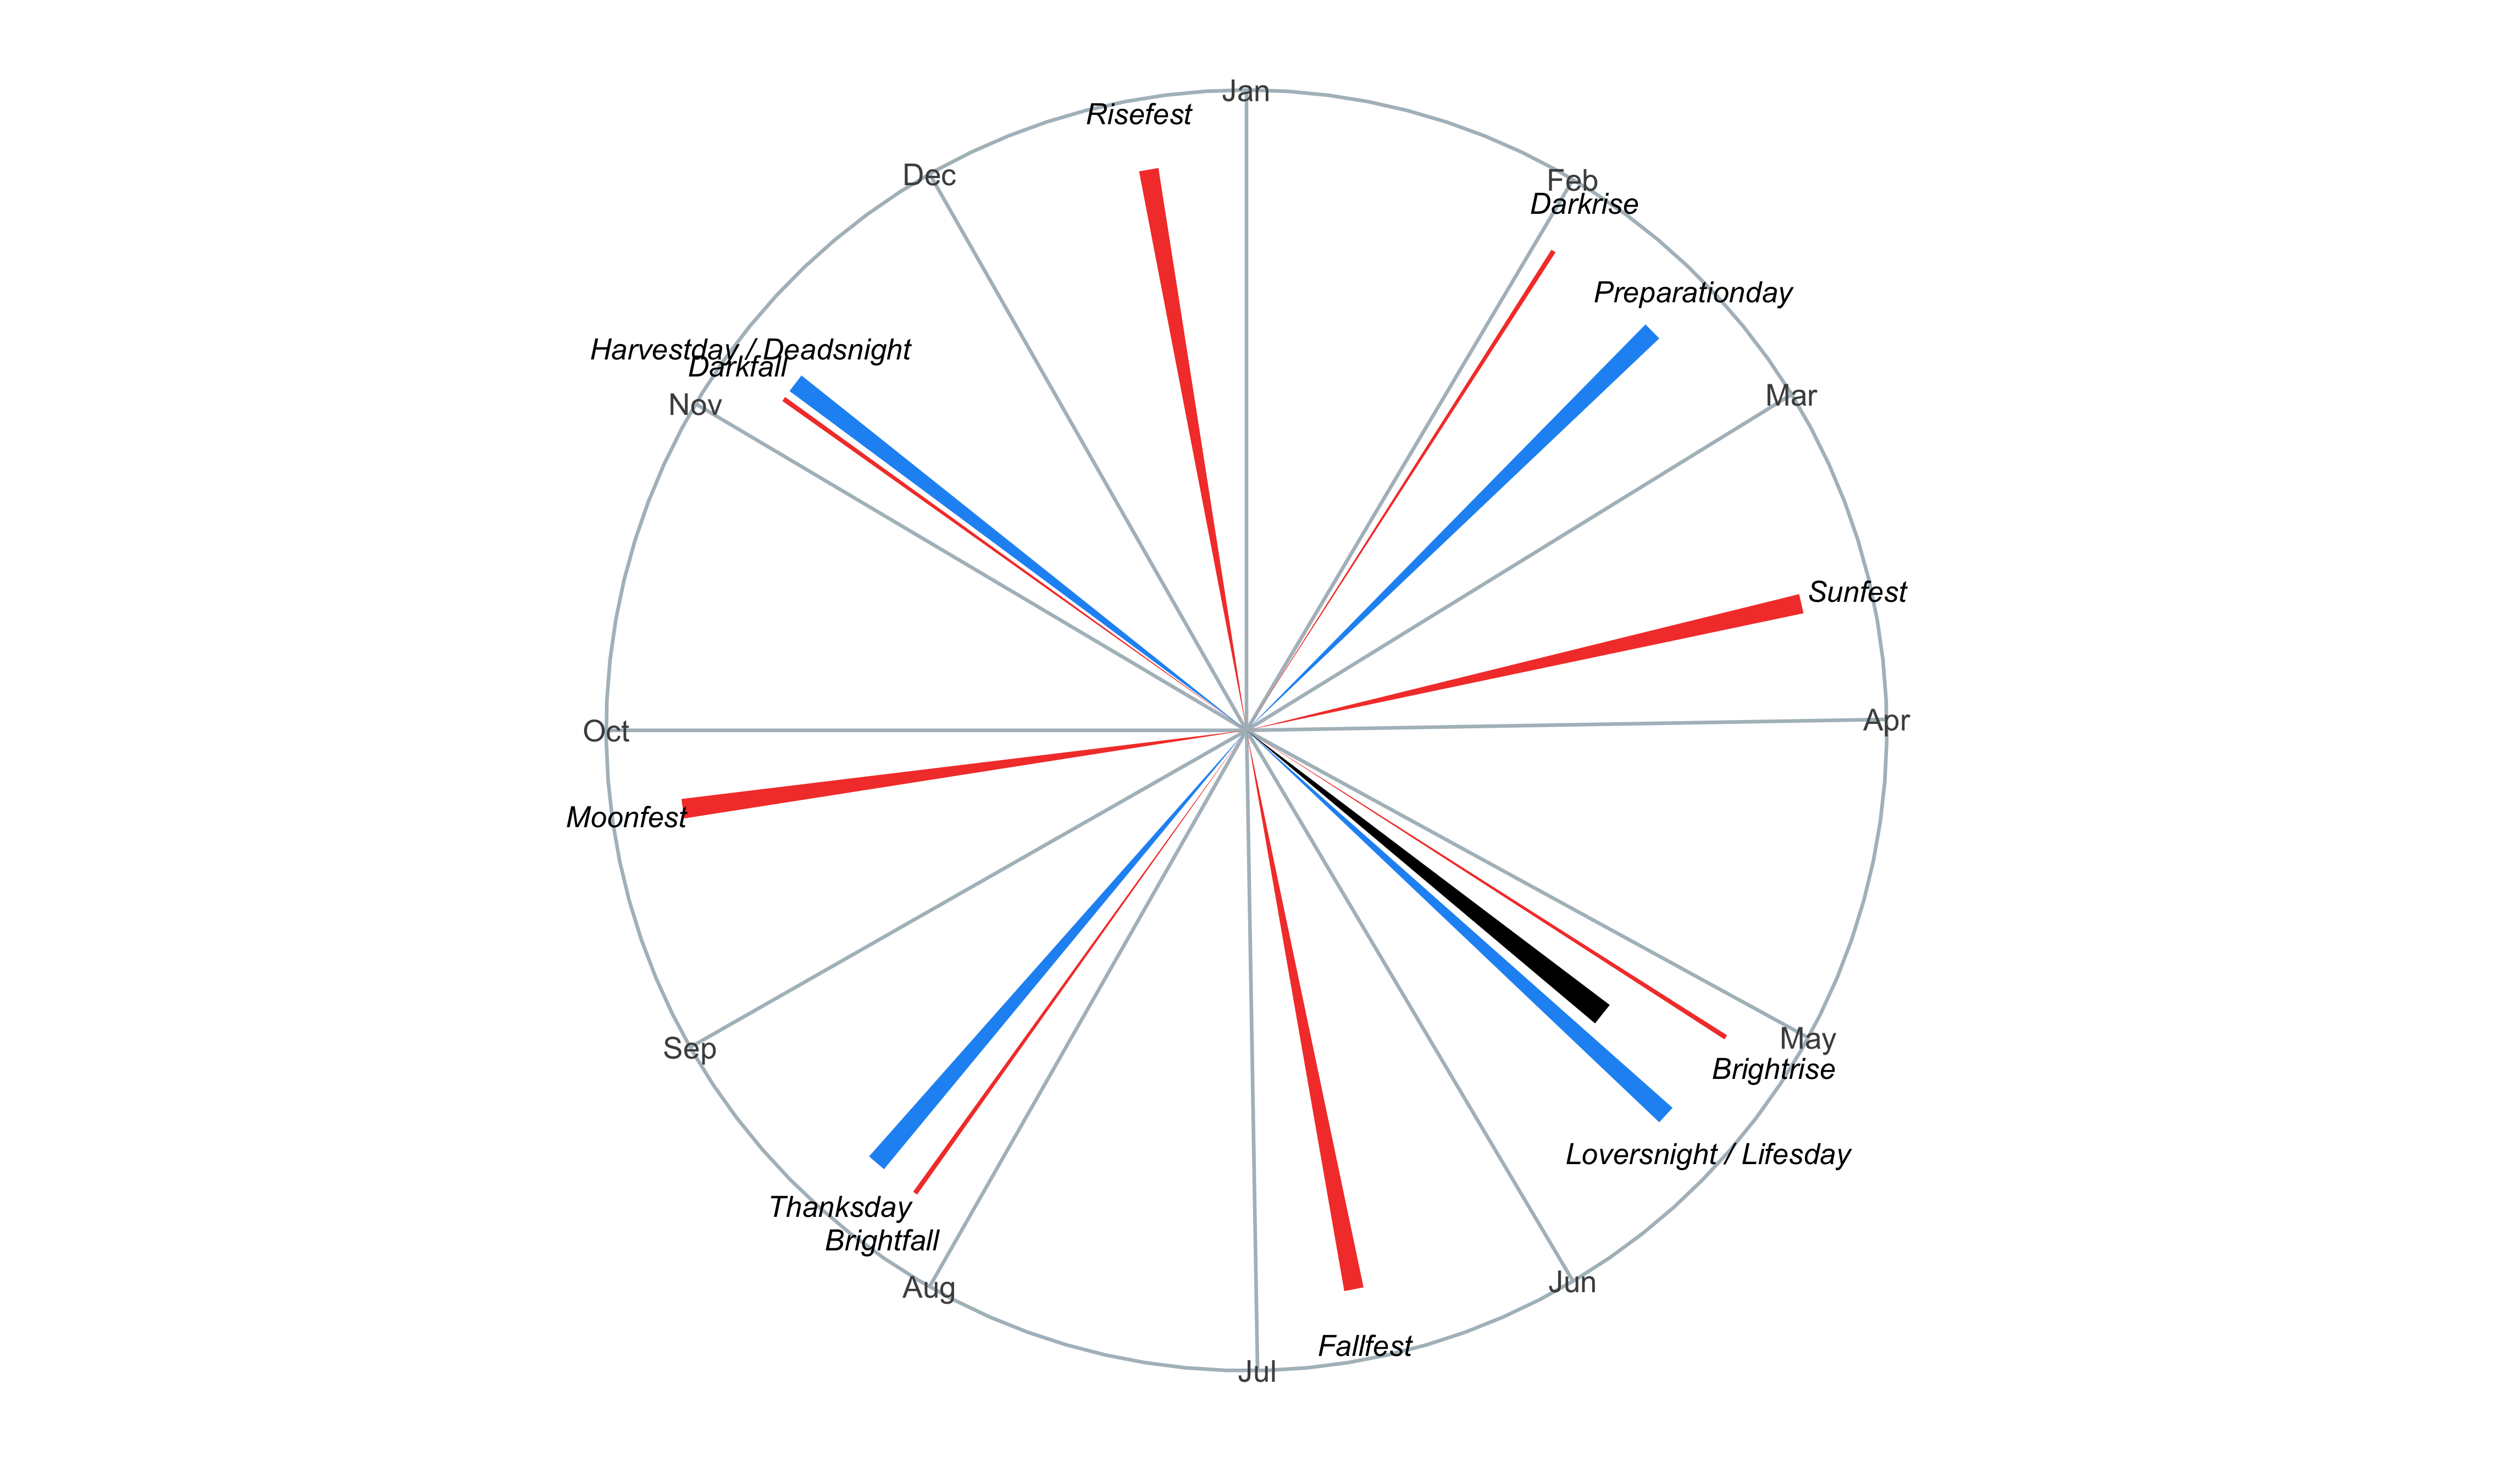 Jan
Risefest
Dec
Feb
Darkrise
Preparationday
Harvestday / Deadsnight
Darkfall
Nov
Mar
Sunfest
Oct
Apr
Moonfest
Sep
May
Brightrise
Loversnight / Lifesday
Thanksday
Brightfall
Aug
Jun
Fallfest
Jul